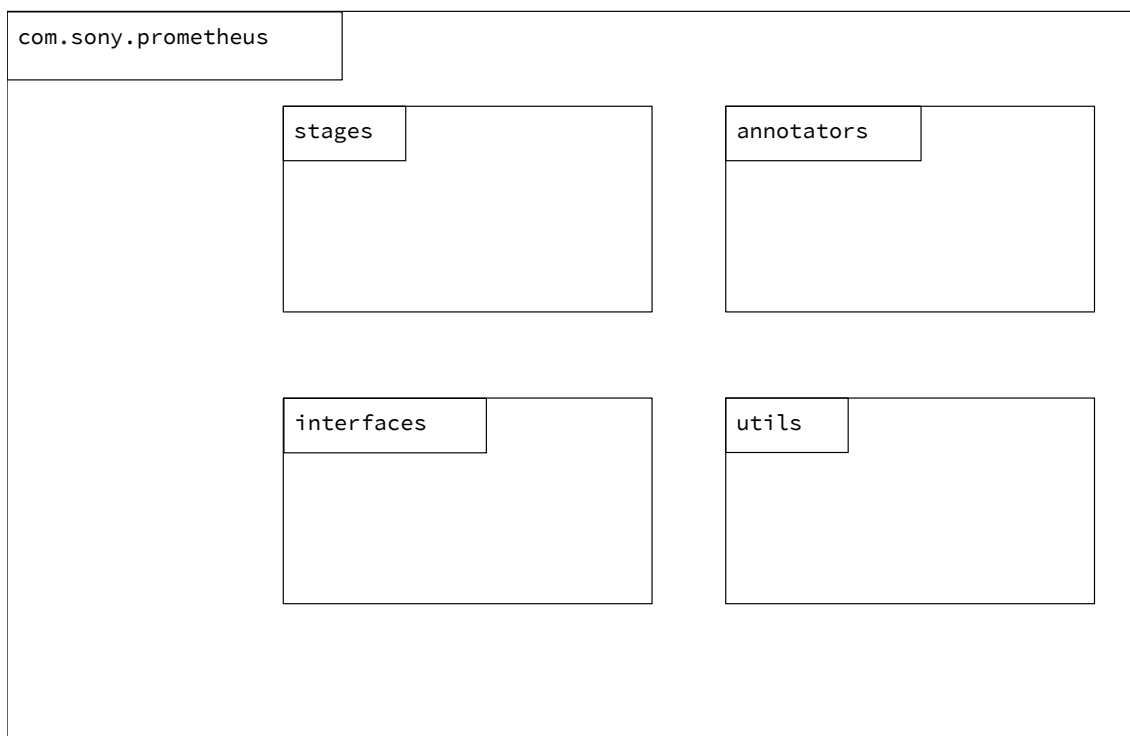 com.sony.prometheus
stages
annotators
interfaces
utils